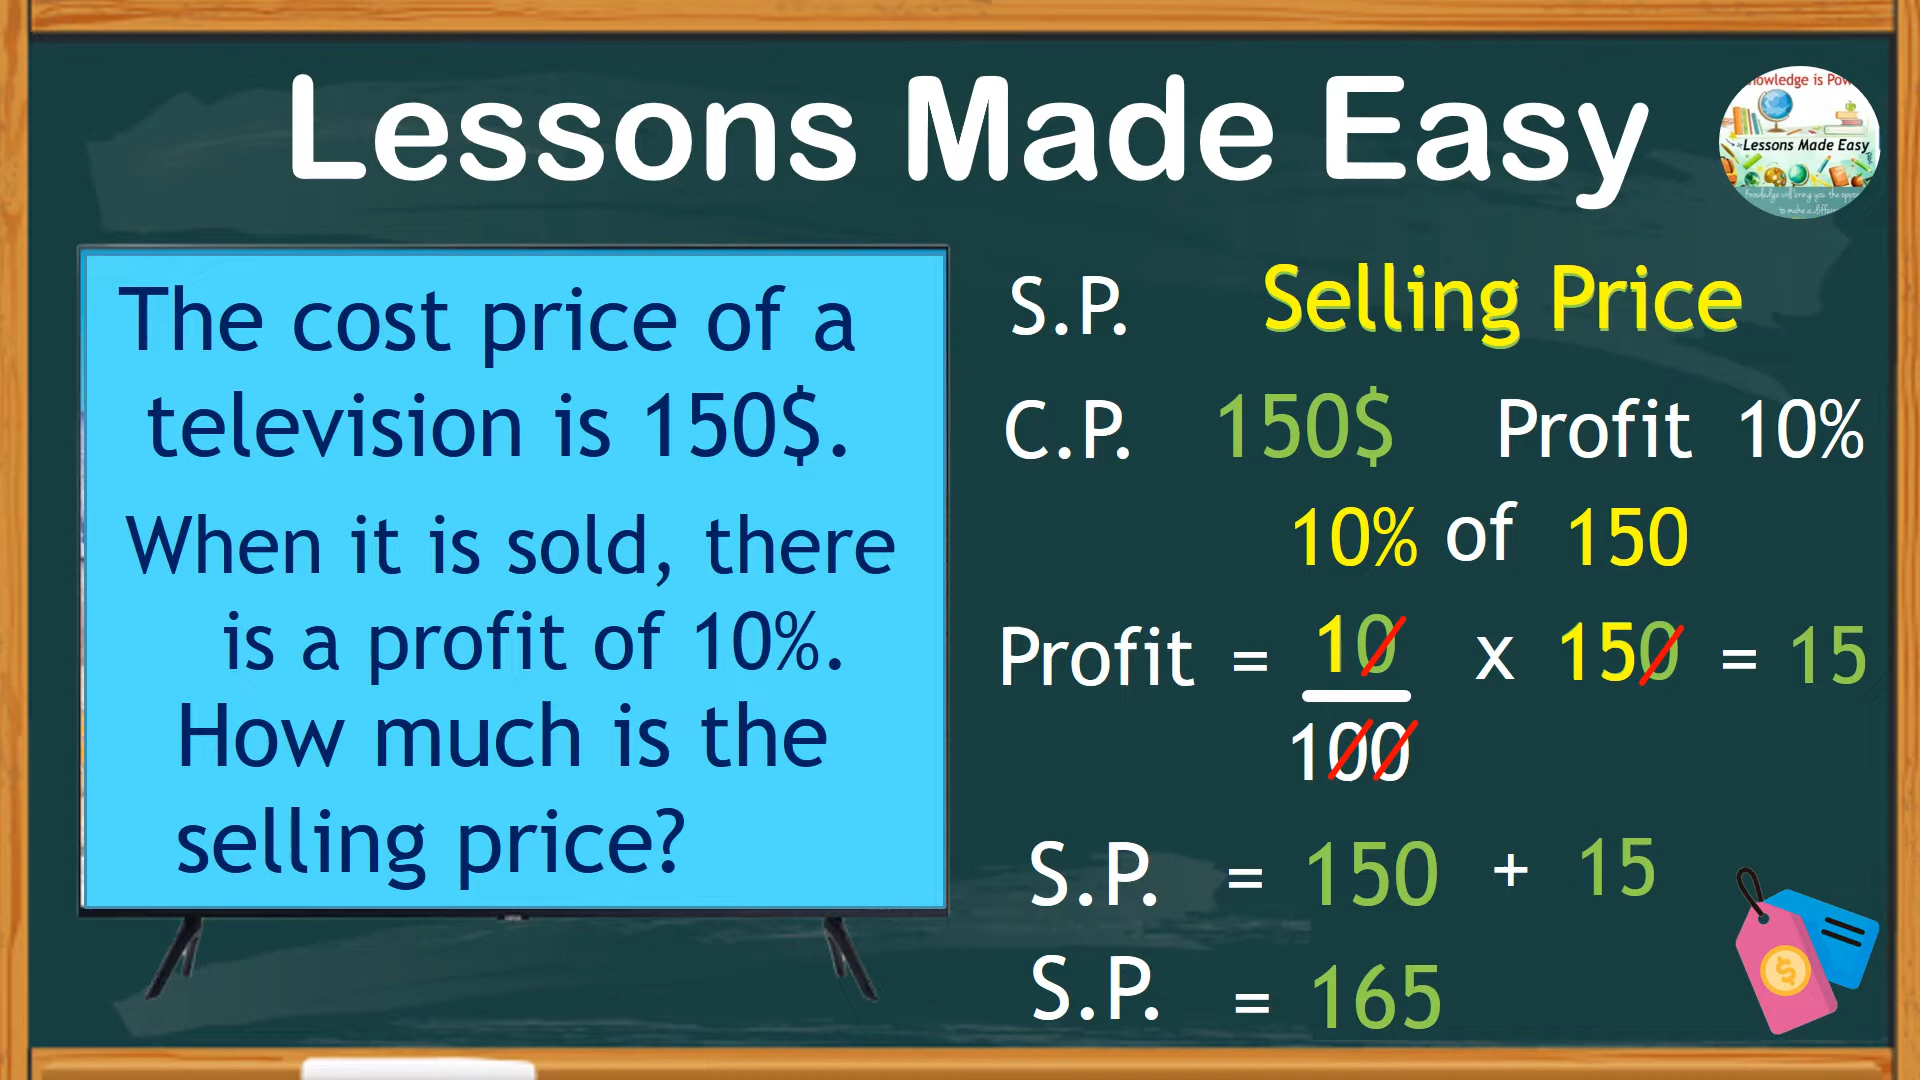 Lessons Made Easy
Lessons Made Easy
The cost price of a
television is 150$.
When it is sold, there
is a profit of 10%.
How much is the
selling price?
S.P. Selling Price
C.P. 150$ Profit 10%
10% of 150
Profit = 10 x 150 = 15
100
S.P. = 150 + 15
S.P. = 165